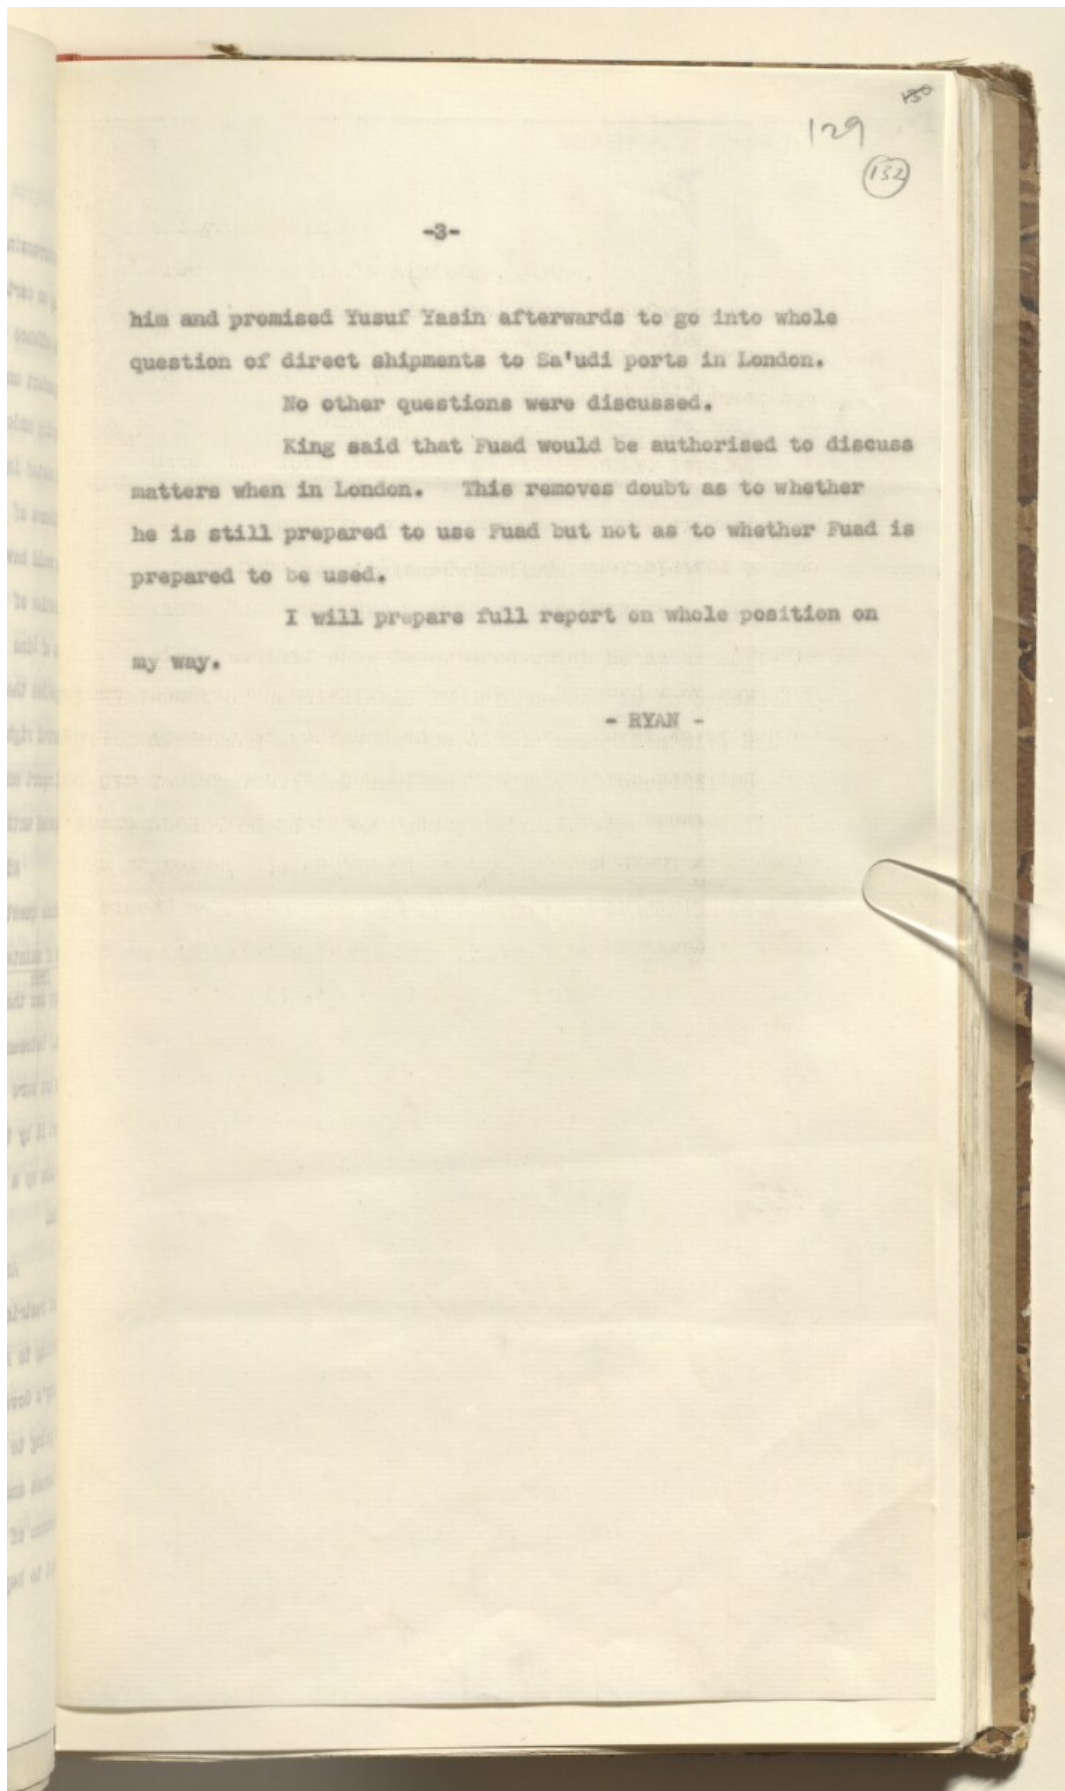 129
152
-3-
him and promised Yusuf Yasin afterwards to go into whole
question of direct shipments to Sa'udi ports in London.
No other questions were discussed.
King said that Fuad would be authorised to discuss
matters when in London. This removes doubt as to whether
he is still prepared to use Fuad but not as to whether Fuad is
prepared to be used.
I will prepare full report on whole position on
my way.
- RYAN -